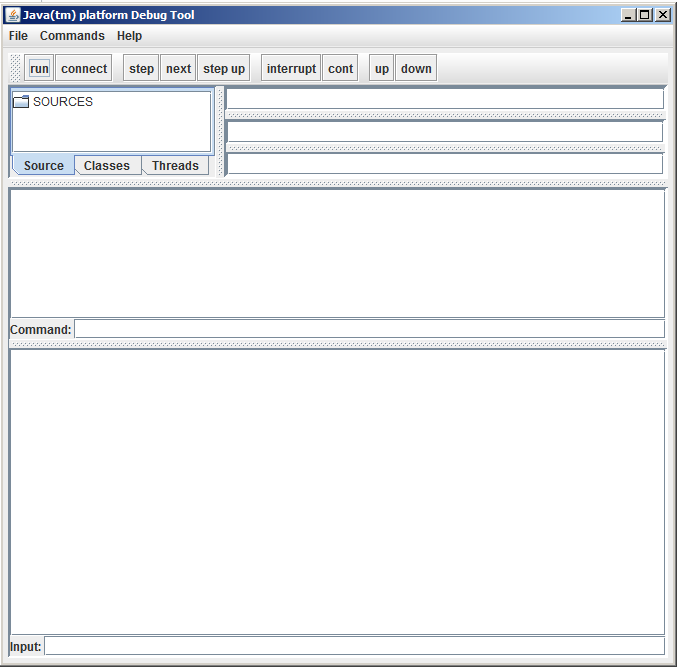 Java(tm) platform Debug Tool
File Commands Help
run connect step next step up interrupt cont up down
SOURCES
Source Classes Threads
Command:
Input: